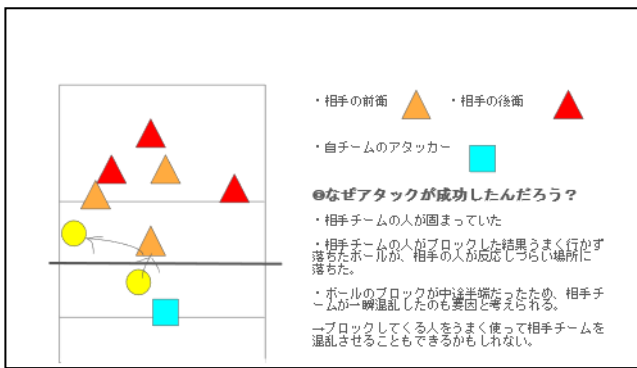 ・相手の前衛 ・相手の後衛
・自チームのアタッカー
❷なぜアタックが成功したんだろう？
・相手チームの人が固まっていた
・相手チームの人がブロックした結果うまく行かず
落ちたボールが、相手の人が反応しづらい場所に
落ちた。
・ボールのブロックが中途半端だったため、相手チ
ームが一瞬混乱したのも要因と考えられる。
→ブロックしてくる人をうまく使って相手チームを
混乱させることもできるかもしれない。